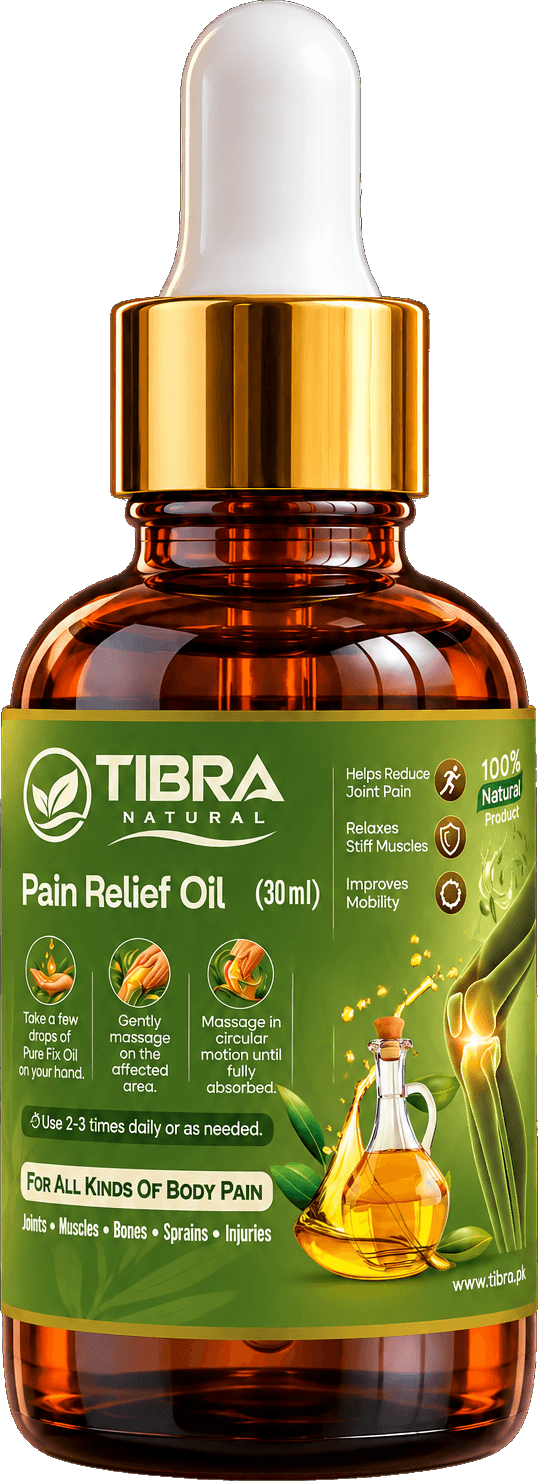 TIBRA
NATURAL
Pain Relief Oil (30ml)
Helps Reduce
Joint Pain
Relaxes
Stiff Muscles
Improves
Mobility
100%
Natural
Product
Take a few
drops of
Pure Fix Oil
on your hand.
Gently
massage
on the
affected
area.
Massage in
circular
motion until
fully
absorbed.
Use 2-3 times daily or as needed.
FOR ALL KINDS OF BODY PAIN
Joints • Muscles • Bones • Sprains • Injuries
www.tibra.pk